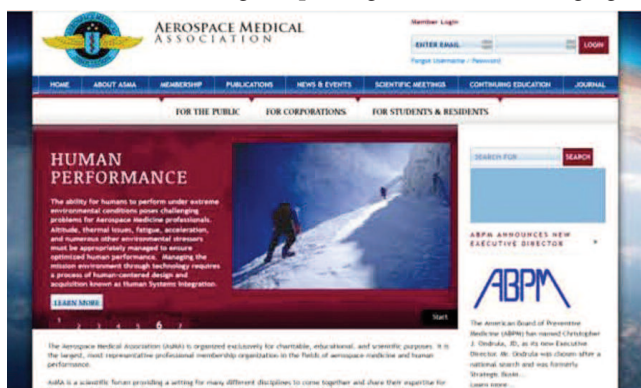 AEROSPACE MEDICAL
ASSOCIATION
Member Login
ENTER EMAIL
LOGIN
Forgot Username / Password
HOME ABOUT ASMA MEMBERSHIP PUBLICATIONS NEWS & EVENTS SCIENTIFIC MEETINGS CONTINUING EDUCATION JOURNAL
FOR THE PUBLIC FOR CORPORATIONS FOR STUDENTS & RESIDENTS
HUMAN
PERFORMANCE
The ability for humans to perform under extreme
environmental conditions poses challenging
problems for Aerospace Medicine professionals.
Altitude, thermal issues, fatigue, acceleration,
and numerous other environmental stressors
must be appropriately managed to ensure
optimized human performance. Managing the
mission environment through technology requires
a process of human-centered design and
acquisition known as Human Systems Integration.
LEARN MORE
1 2 3 4 5 6 7
Start
SEARCH FOR
SEARCH
ABPM ANNOUNCES NEW
EXECUTIVE DIRECTOR
ABPM
The American Board of Preventive
Medicine (ABPM) has named Christopher
J. Ondrula, JD, as its new Executive
Director. Mr. Ondrula was chosen after a
national search and was formerly
Strategic
Learn more
The Aerospace Medical Association (AsMA) is organized exclusively for charitable, educational, and scientific purposes. It is
the largest, most representative professional membership organization in the fields of aerospace medicine and human
performance.
AsMA is a scientific forum providing a setting for many different disciplines to come together and share their expertise for